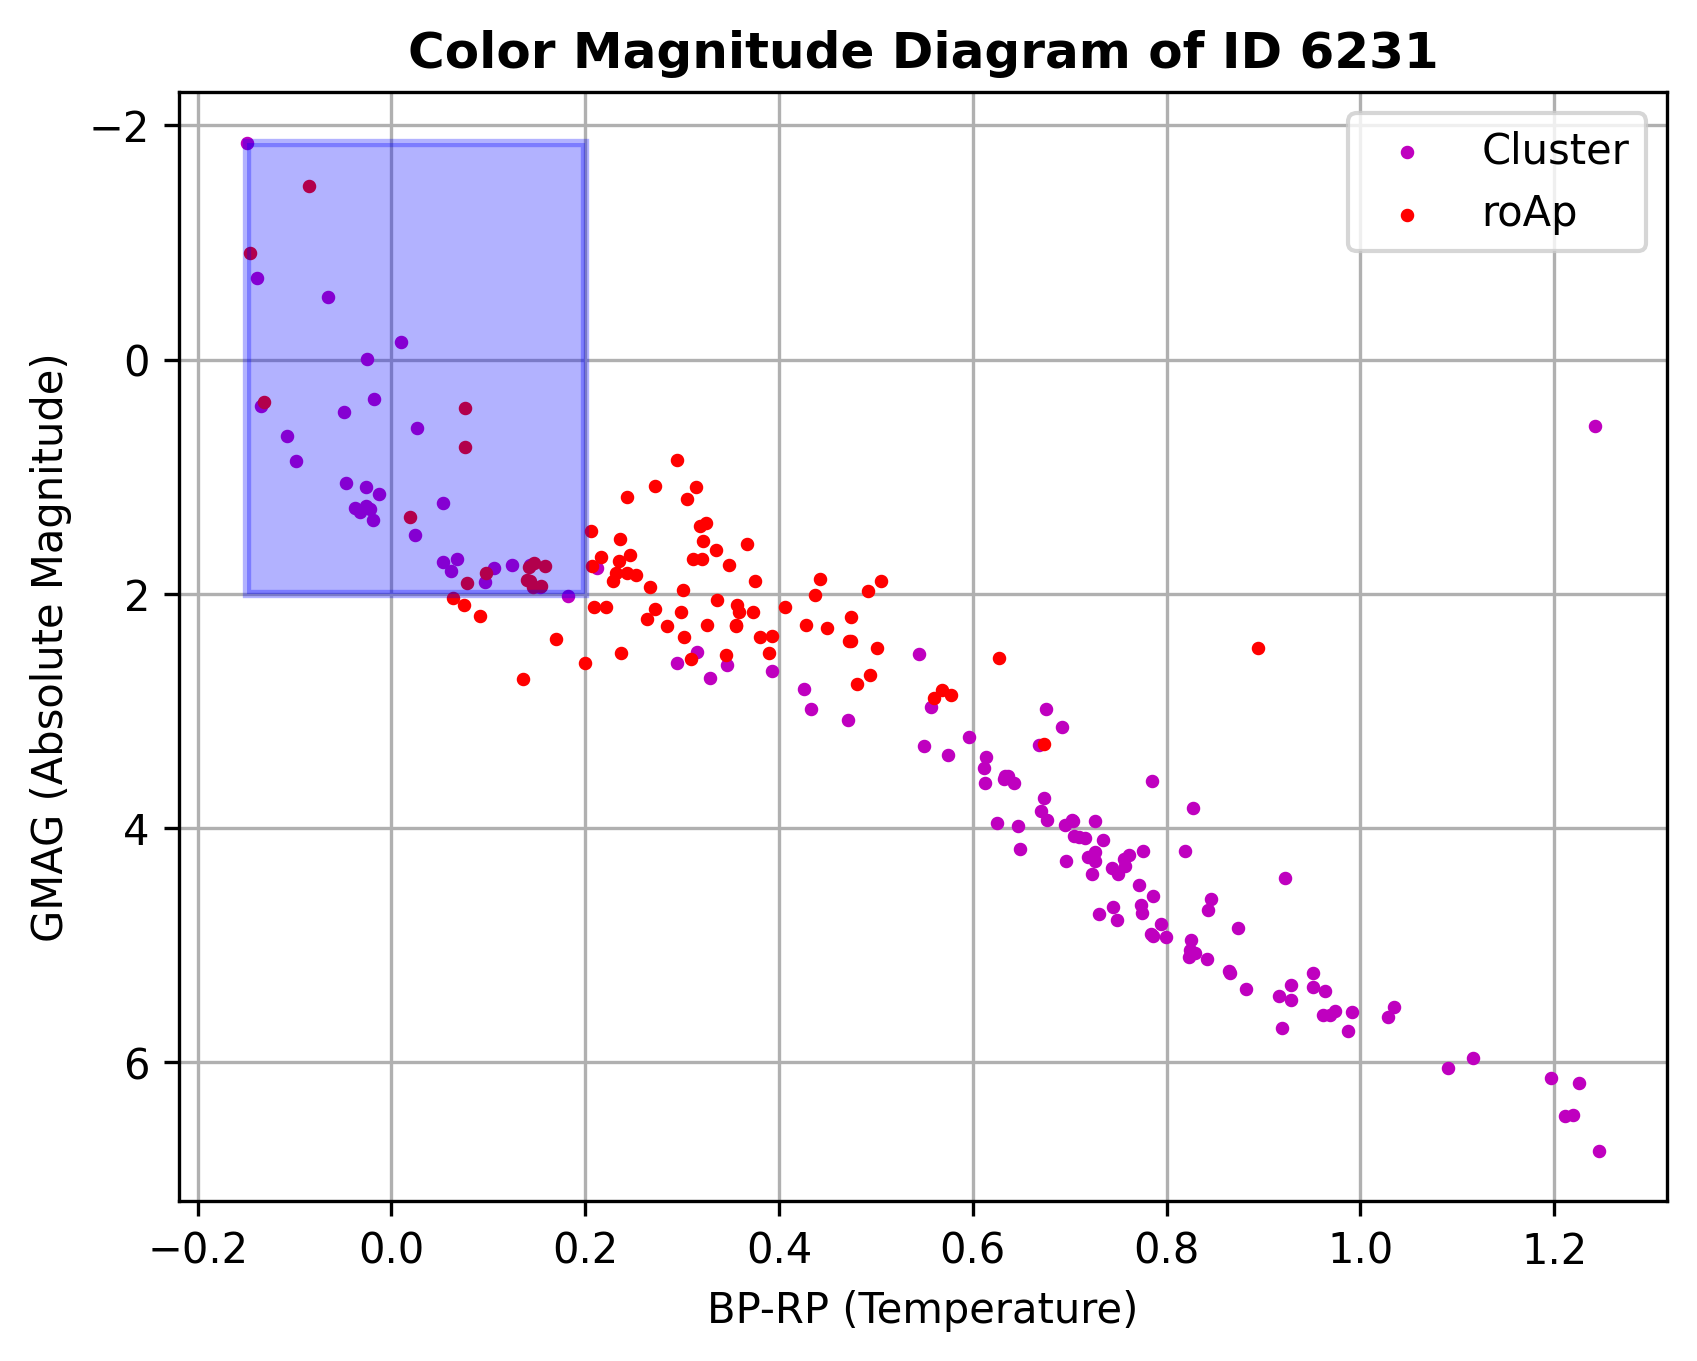 Color Magnitude Diagram of ID 6231
Cluster
roAp
GMAG (Absolute Magnitude)
−2
0
2
4
6
−0.2 0.0 0.2 0.4 0.6 0.8 1.0 1.2
BP-RP (Temperature)